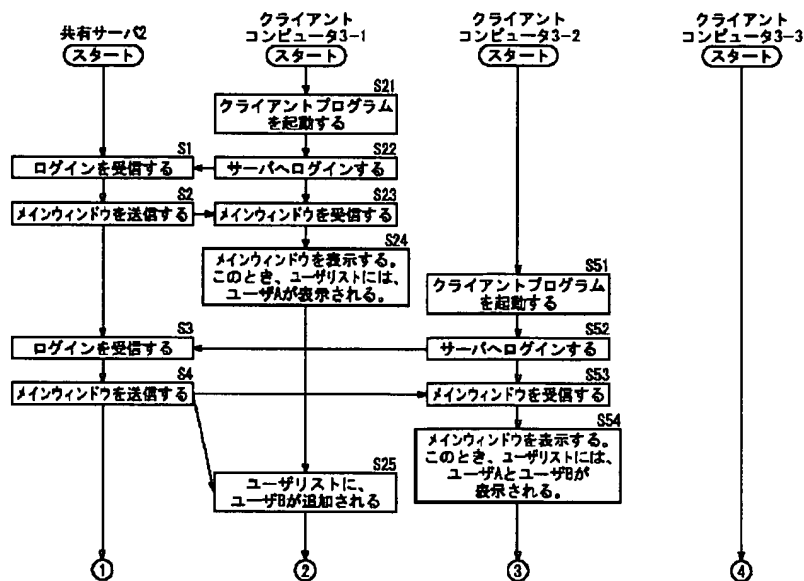 共有サーバ2
スタート
クライアント
コンピュータ3-1
スタート
クライアント
コンピュータ3-2
スタート
クライアント
コンピュータ3-3
スタート
S21
クライアントプログラム
を起動する
S1
ログインを受信する
S22
サーバへログインする
S2
メインウィンドウを送信する
S23
メインウィンドウを受信する
S24
メインウィンドウを表示する。
このとき、ユーザリストには、
ユーザAが表示される。
S51
クライアントプログラム
を起動する
S3
ログインを受信する
S52
サーバへログインする
S4
メインウィンドウを送信する
S53
メインウィンドウを受信する
S54
メインウィンドウを表示する。
このとき、ユーザリストには、
ユーザAとユーザBが
表示される。
S25
ユーザリストに、
ユーザBが追加される
①
②
③
④